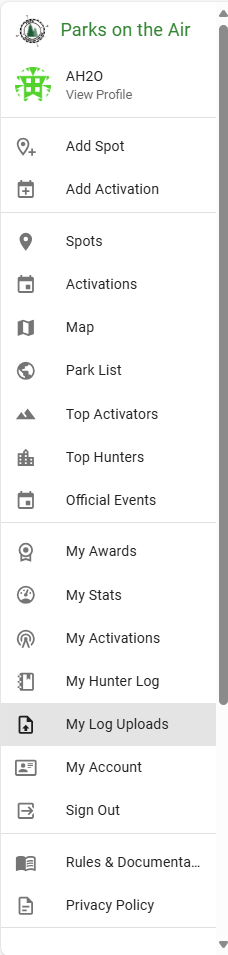 Parks on the Air
AH2O
View Profile
Add Spot
Add Activation
Spots
Activations
Map
Park List
Top Activators
Top Hunters
Official Events
My Awards
My Stats
My Activations
My Hunter Log
My Log Uploads
My Account
Sign Out
Rules & Documenta...
Privacy Policy